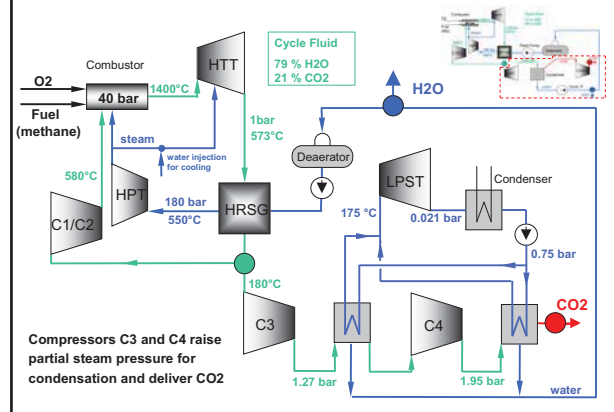 Combustor
HTT
Cycle Fluid
79 % H2O
21 % CO2
O2
Fuel
(methane)
40 bar
1400°C
H2O
steam
water injection
for cooling
1bar
573°C
Deaerator
580°C
HPT
180 bar
550°C
HRSG
C1/C2
LPST
Condenser
175 °C
0.021 bar
0.75 bar
180°C
C3
C4
CO2
Compressors C3 and C4 raise
partial steam pressure for
condensation and deliver CO2
1.27 bar
1.95 bar
water